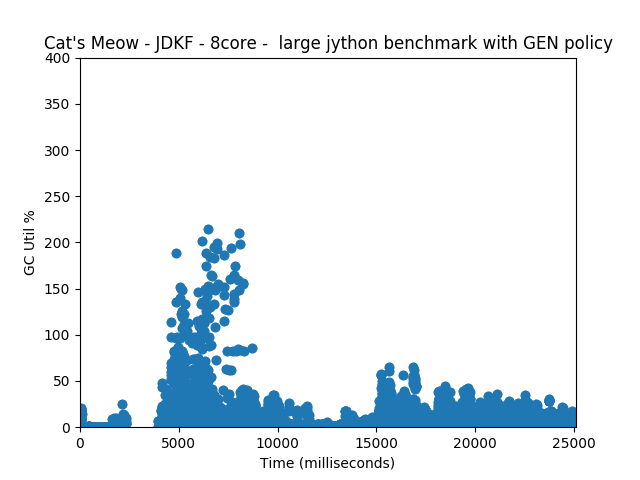 Cat's Meow - JDKF - 8core -  large jython benchmark with GEN policy
400
350
300
250
200
150
100
50
0
GC Util %
0 5000 10000 15000 20000 25000
Time (milliseconds)